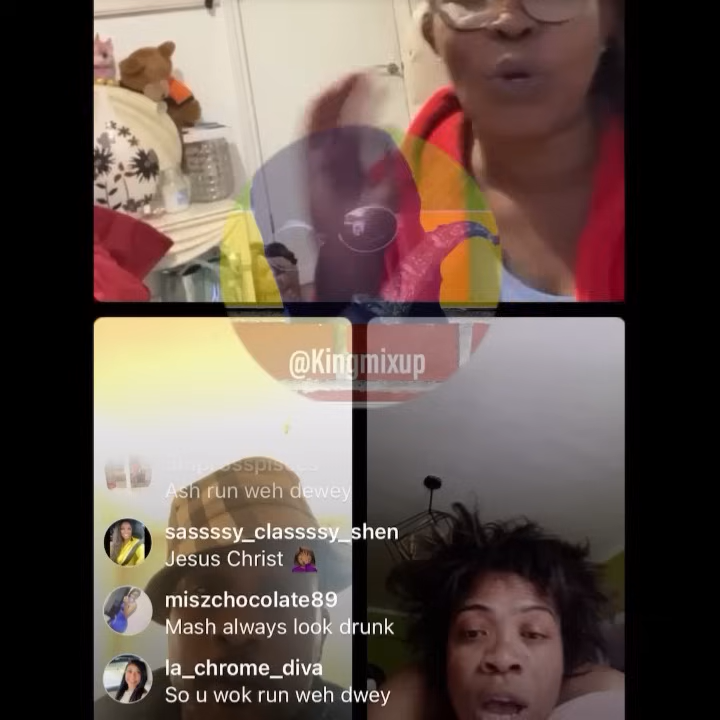 @Kingmixup
Ash run weh dewey
sassssy_classssy_shen
Jesus Christ 🤦🏾‍♀️
miszchocolate89
Mash always look drunk
la_chrome_diva
So u wok run weh dwey